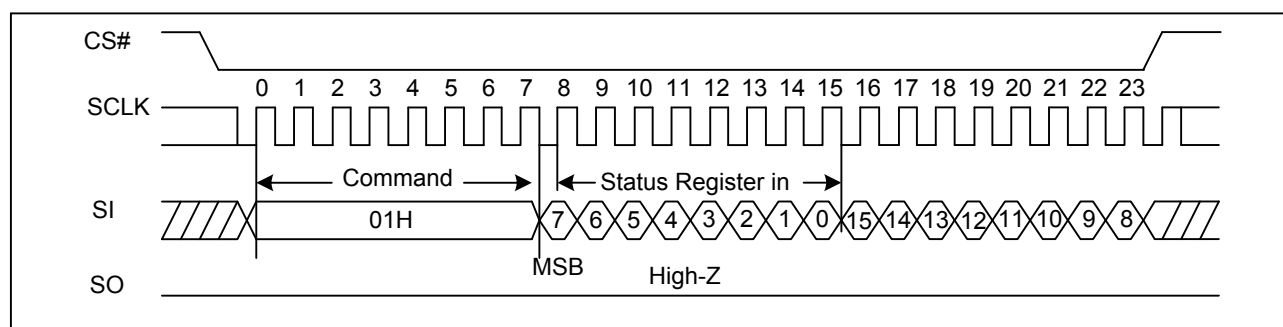 CS#
0 1 2 3 4 5 6 7 8 9 10 11 12 13 14 15 16 17 18 19 20 21 22 23
SCLK
Command Status Register in
SI 01H 7 6 5 4 3 2 1 0 15 14 13 12 11 10 9 8
MSB High-Z
SO